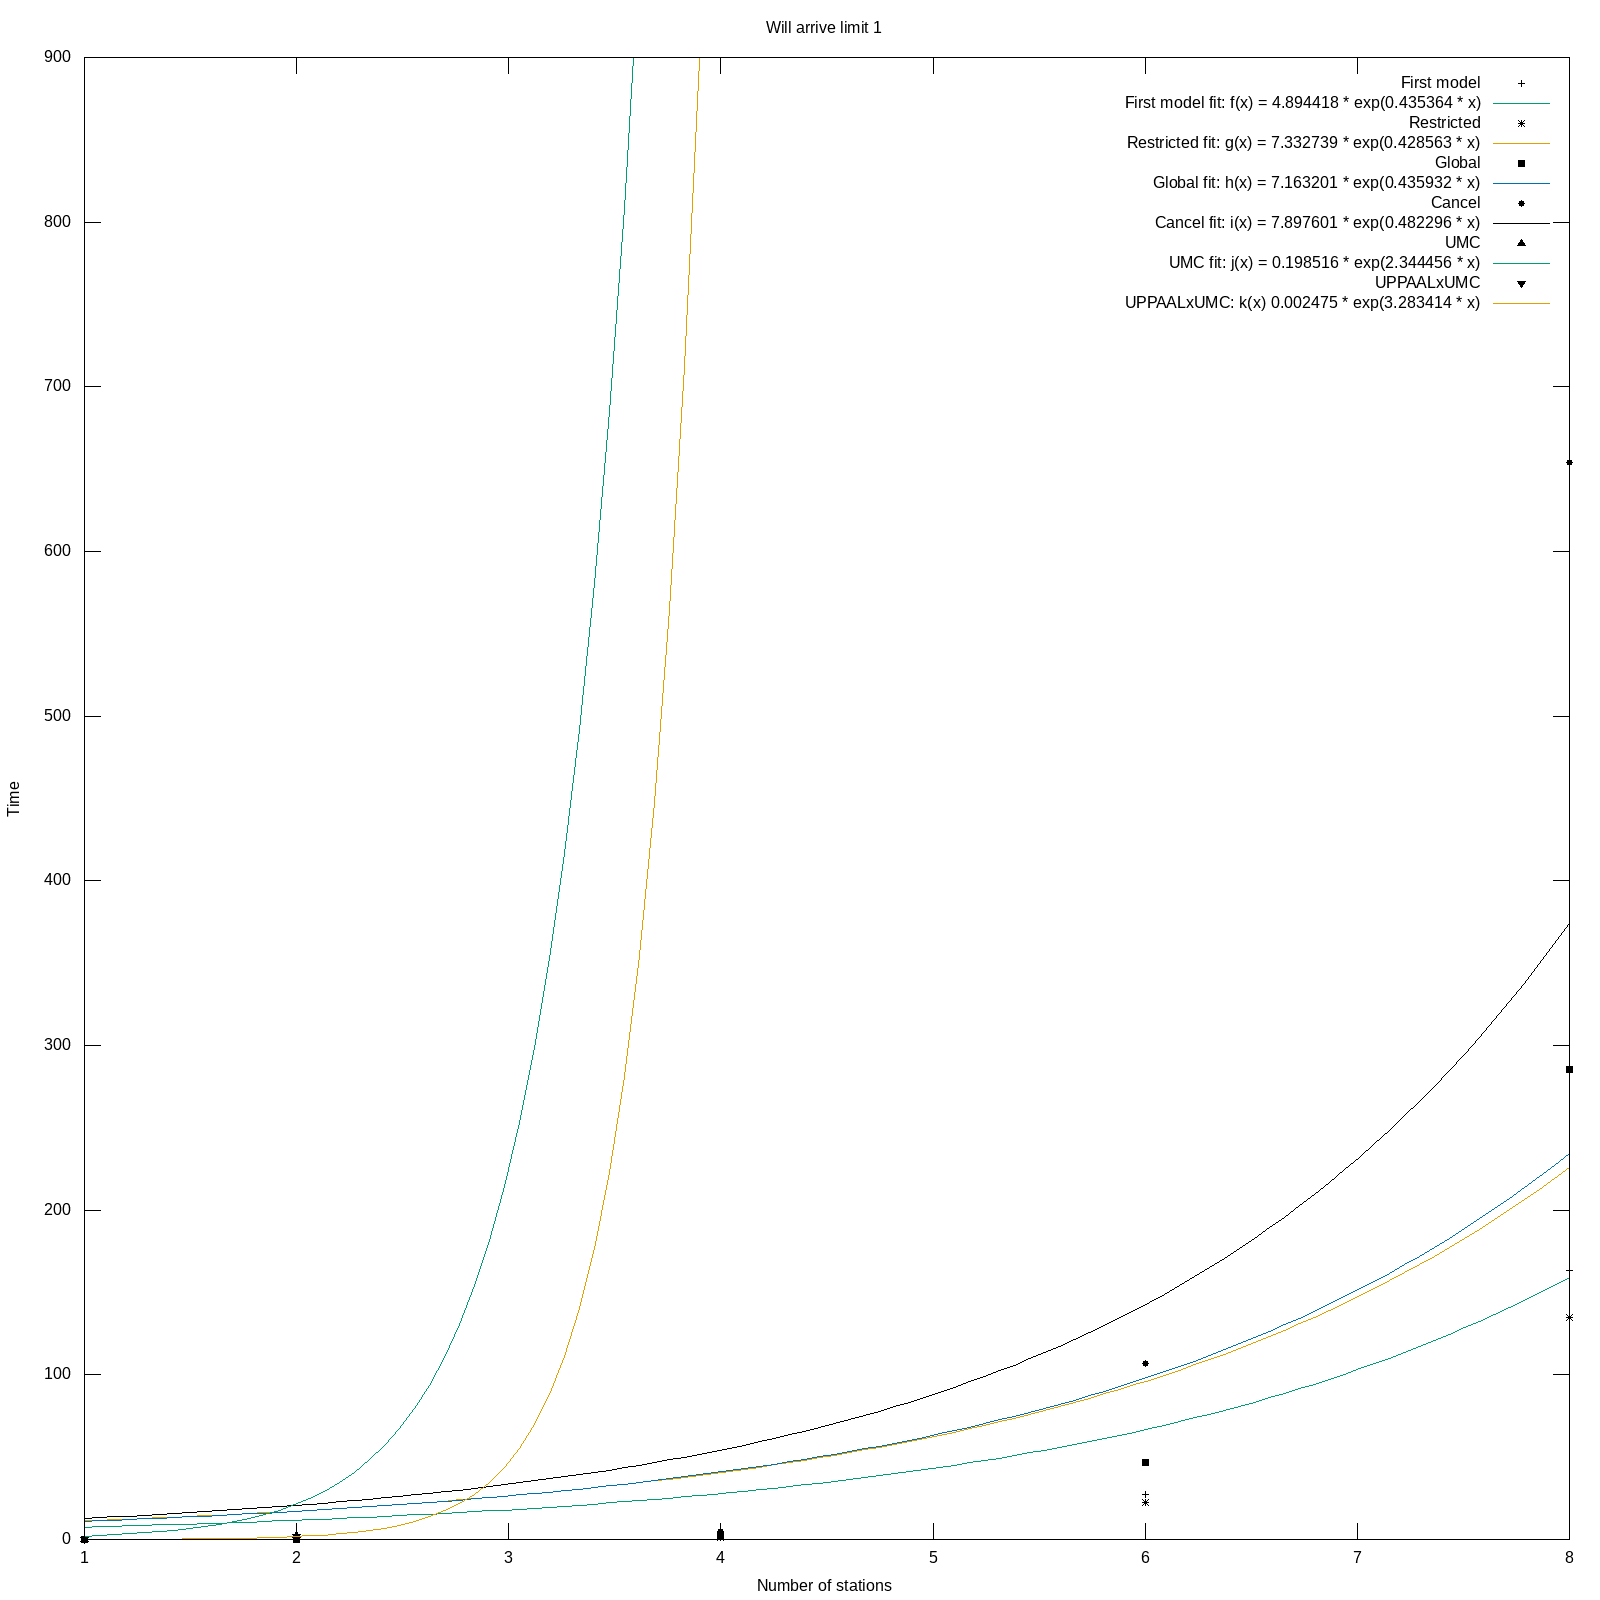 Will arrive limit 1
900
800
700
600
500
400
300
200
100
0
Time
First model
First model fit: f(x) = 4.894418 * exp(0.435364 * x)
Restricted
Restricted fit: g(x) = 7.332739 * exp(0.428563 * x)
Global
Global fit: h(x) = 7.163201 * exp(0.435932 * x)
Cancel
Cancel fit: i(x) = 7.897601 * exp(0.482296 * x)
UMC
UMC fit: j(x) = 0.198516 * exp(2.344456 * x)
UPPAALxUMC
UPPAALxUMC: k(x) 0.002475 * exp(3.283414 * x)
1 2 3 4 5 6 7 8
Number of stations